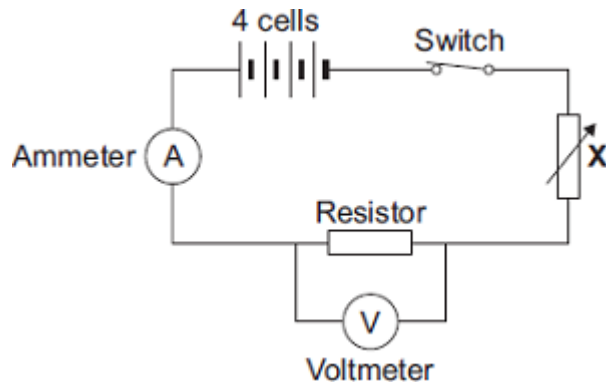 4 cells
Switch
Ammeter
A
X
Resistor
V
Voltmeter